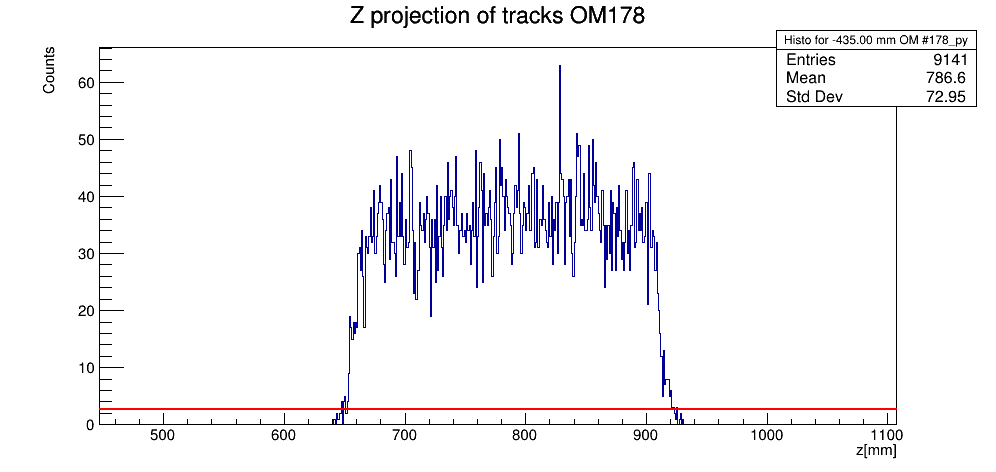 Z projection of tracks OM178
Histo for -435.00 mm OM #178_py
Entries 9141
Mean 786.6
Std Dev 72.95
Counts
60
50
40
30
20
10
0
500 600 700 800 900 1000 1100
z[mm]